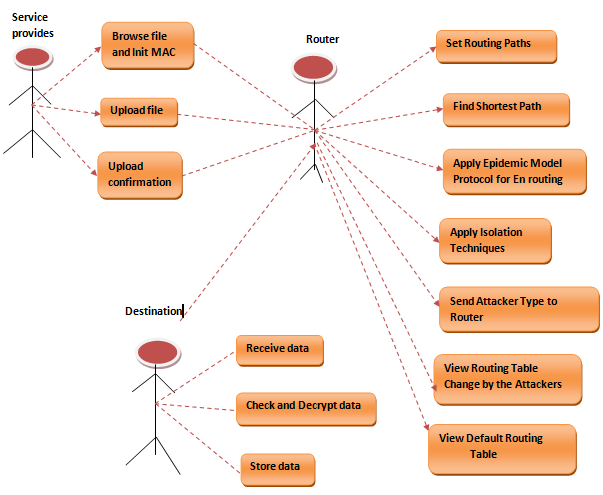 Service
provides
Browse file
and Init MAC
Upload file
Upload
confirmation
Router
Set Routing Paths
Find Shortest Path
Apply Epidemic Model
Protocol for En routing
Apply Isolation
Techniques
Send Attacker Type to
Router
View Routing Table
Change by the Attackers
View Default Routing
Table
Destination
Receive data
Check and Decrypt data
Store data